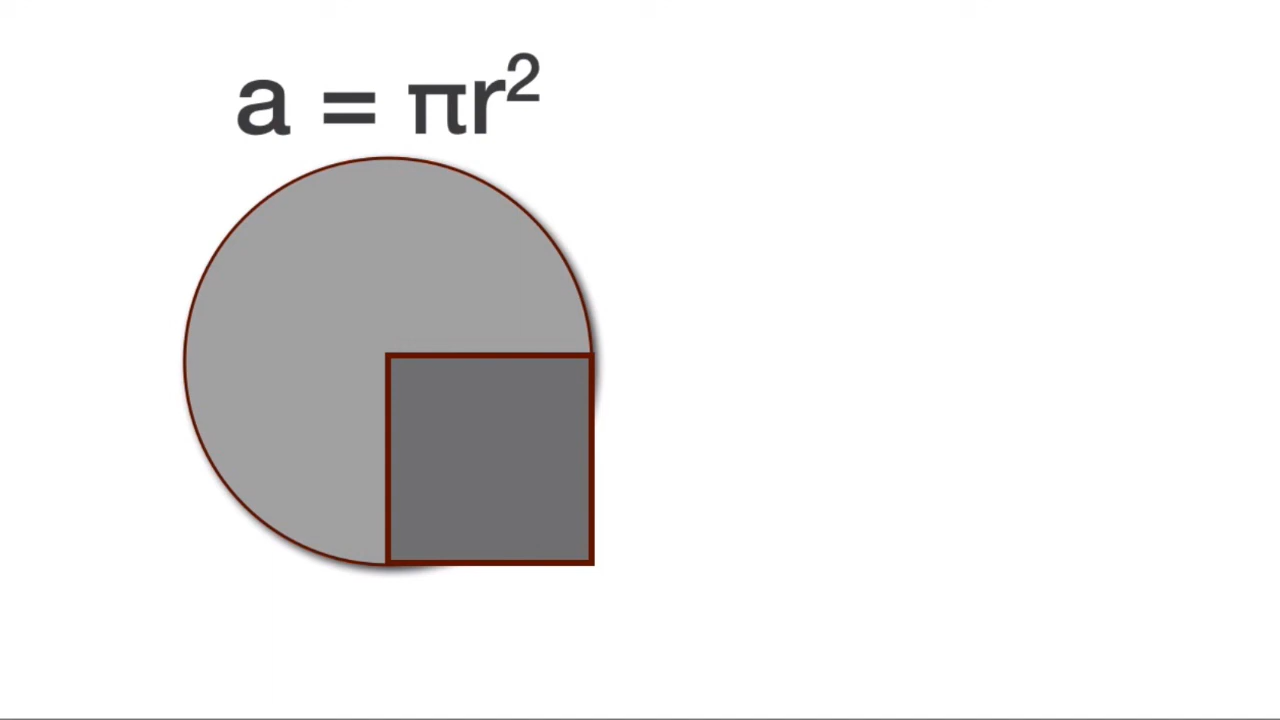 a = πr²